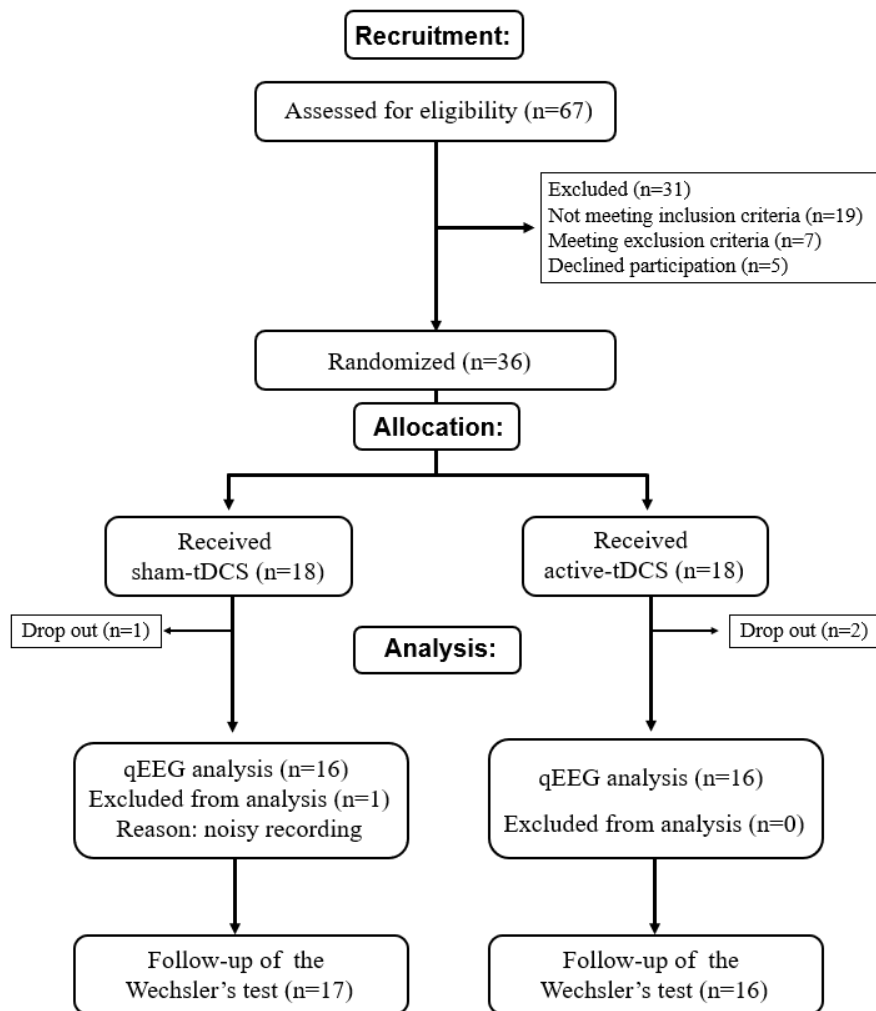 Recruitment:
Assessed for eligibility (n=67)
Excluded (n=31)
Not meeting inclusion criteria (n=19)
Meeting exclusion criteria (n=7)
Declined participation (n=5)
Randomized (n=36)
Allocation:
Received
sham-tDCS (n=18)
Received
active-tDCS (n=18)
Drop out (n=1)
Drop out (n=2)
Analysis:
qEEG analysis (n=16)
Excluded from analysis (n=1)
Reason: noisy recording
qEEG analysis (n=16)
Excluded from analysis (n=0)
Follow-up of the
Wechsler's test (n=17)
Follow-up of the
Wechsler's test (n=16)